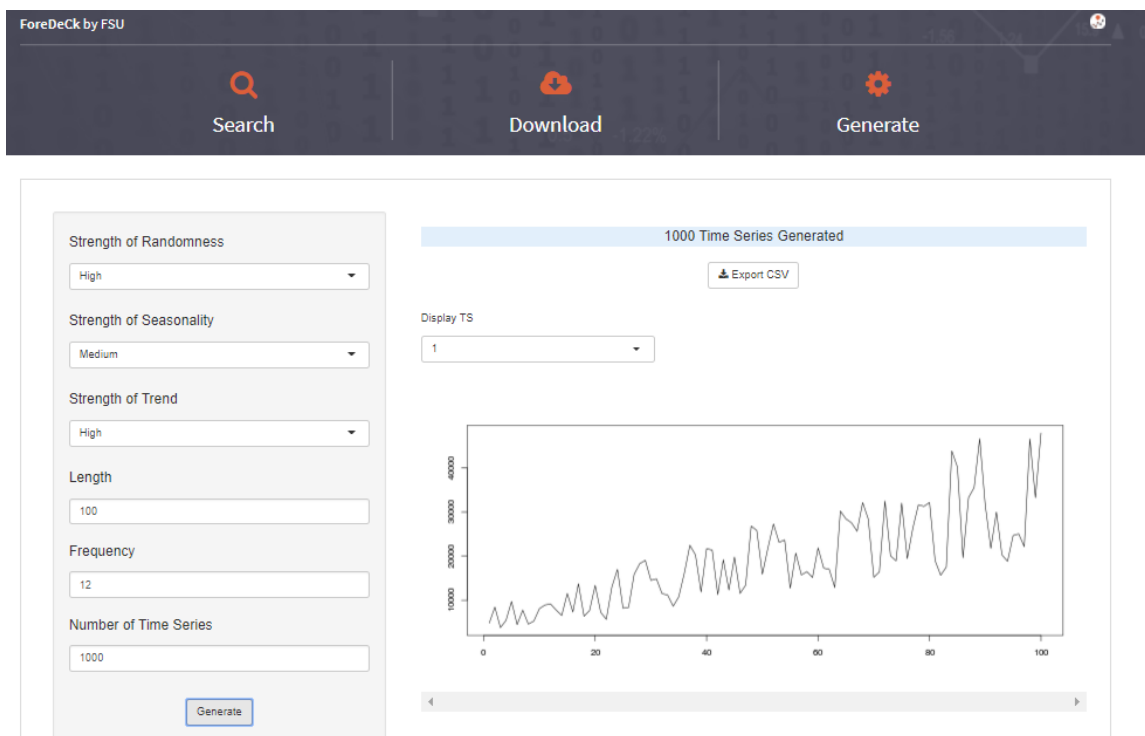 ForeDeCk by FSU
Search
Download
Generate
Strength of Randomness
High
Strength of Seasonality
Medium
Strength of Trend
High
Length
100
Frequency
12
Number of Time Series
1000
Generate
1000 Time Series Generated
Export CSV
Display TS
1
40000
30000
20000
10000
0 20 40 60 80 100